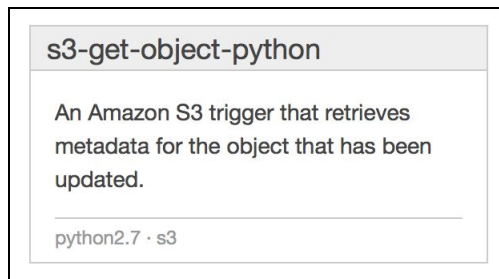 s3-get-object-python
An Amazon S3 trigger that retrieves
metadata for the object that has been
updated.
python2.7 · s3